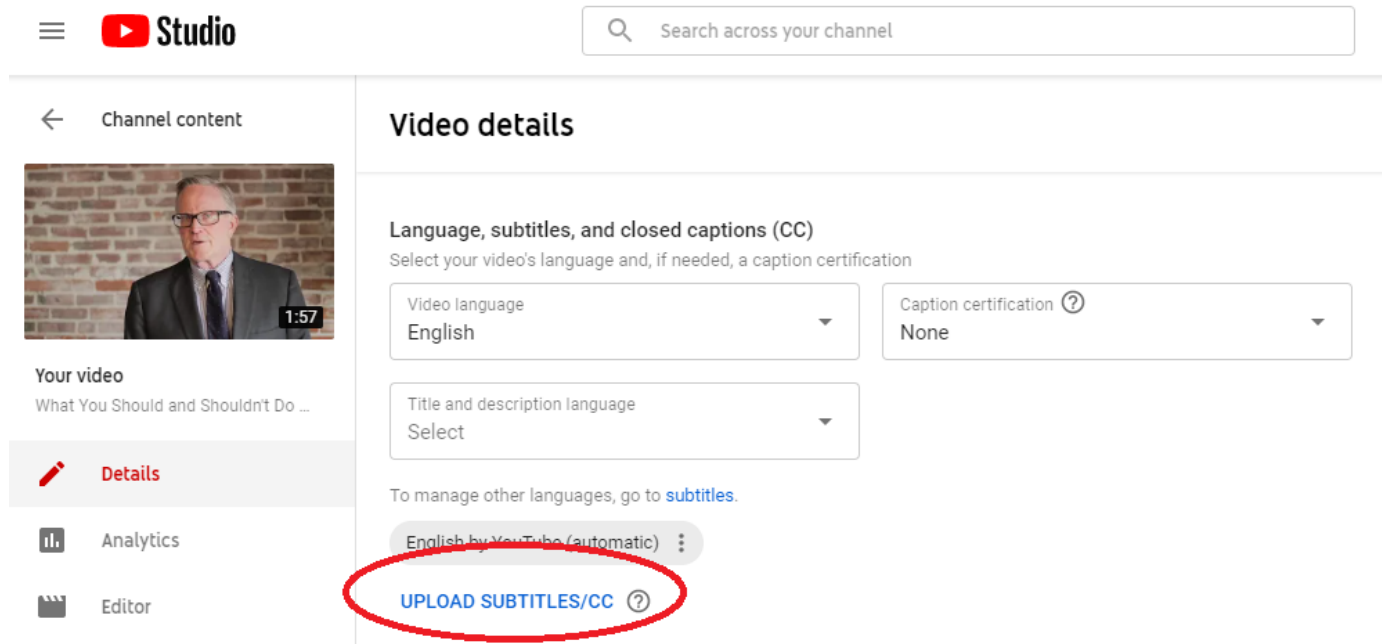 Studio
Search across your channel
Channel content
Video details
1:57
Your video
What You Should and Shouldn't Do ...
Details
Analytics
Editor
Language, subtitles, and closed captions (CC)
Select your video's language and, if needed, a caption certification
Video language
English
Caption certification ?
None
Title and description language
Select
To manage other languages, go to subtitles.
English by YouTube (automatic)
UPLOAD SUBTITLES/CC ?